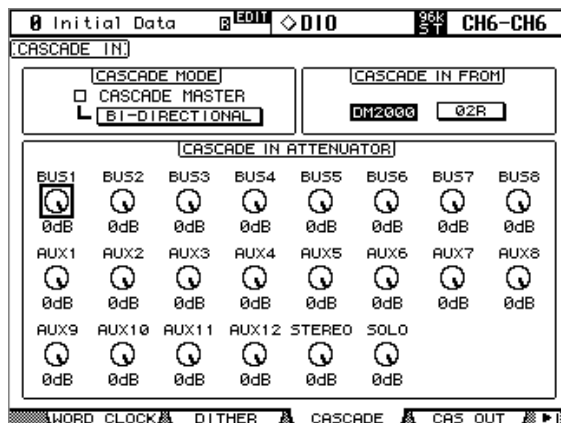 0 Initial Data R EDIT ◇DIO 96k ST CH6-CH6
CASCADE IN
CASCADE MODE
CASCADE MASTER
BI-DIRECTIONAL
CASCADE IN FROM
DM2000 02R
CASCADE IN ATTENUATOR
BUS1 BUS2 BUS3 BUS4 BUS5 BUS6 BUS7 BUS8
0dB 0dB 0dB 0dB 0dB 0dB 0dB 0dB
AUX1 AUX2 AUX3 AUX4 AUX5 AUX6 AUX7 AUX8
0dB 0dB 0dB 0dB 0dB 0dB 0dB 0dB
AUX9 AUX10 AUX11 AUX12 STEREO SOLO
0dB 0dB 0dB 0dB 0dB 0dB
WORD CLOCK DITHER CASCADE CAS OUT